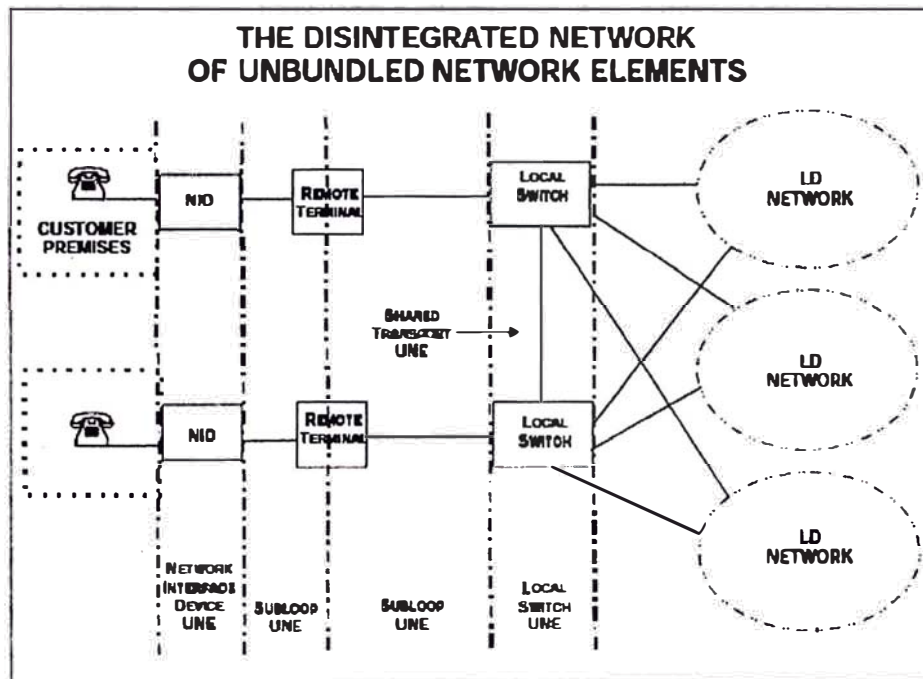 THE DISINTEGRATED NETWORK
OF UNBUNDLED NETWORK ELEMENTS
CUSTOMER
PREMISES
NID
REMOTE
TERMINAL
LOCAL
SWITCH
LD
NETWORK
SHARED
TRANSPORT
UNE
LD
NETWORK
NID
REMOTE
TERMINAL
LOCAL
SWITCH
LD
NETWORK
NETWORK
INTERFACE
DEVICE
UNE
SUBLOOP
UNE
SUBLOOP
UNE
LOCAL
SWITCH
UNE